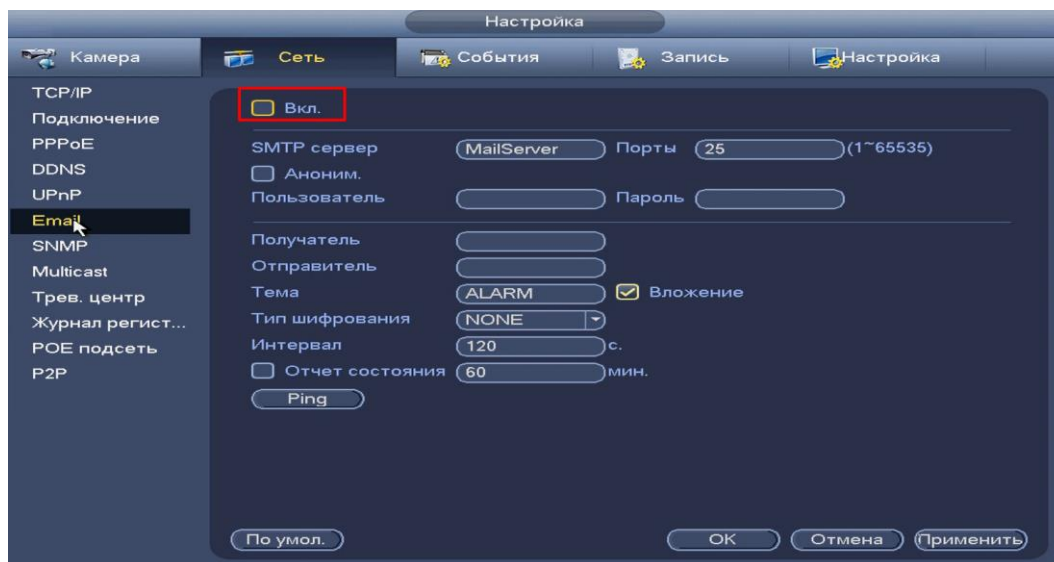 Настройка
Камера Сеть События Запись Настройка
TCP/IP
Подключение
PPPoE
DDNS
UPnP
Email
SNMP
Multicast
Трев. центр
Журнал регист...
POE подсеть
P2P
Вкл.
SMTP сервер MailServer Порты 25 (1~65535)
Аноним.
Пользователь Пароль
Получатель
Отправитель
Тема ALARM Вложение
Тип шифрования NONE
Интервал 120 с.
Отчет состояния 60 мин.
Ping
По умол. OK Отмена Применить